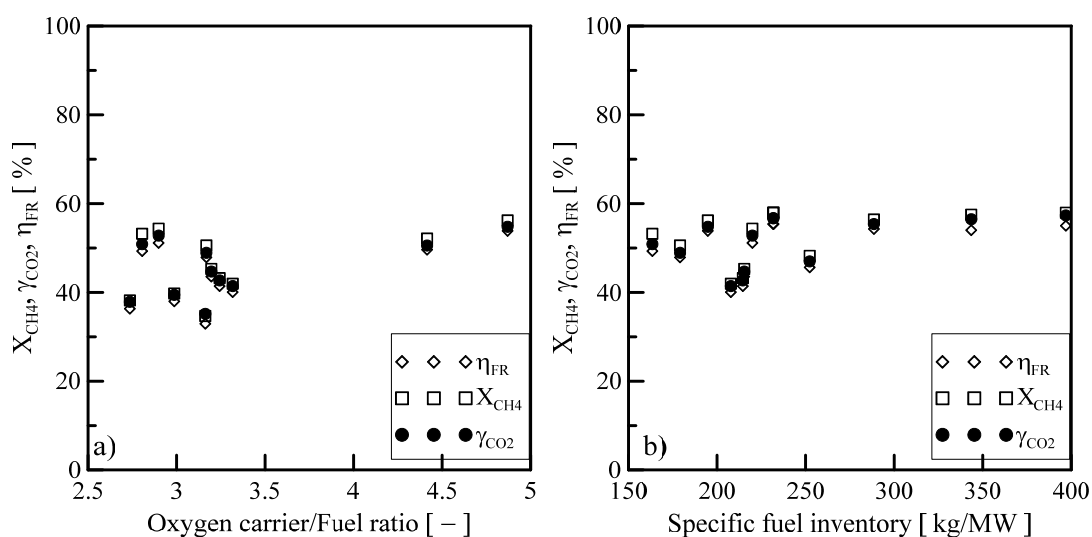 100
80
60
40
20
0
X_CH4, γ_CO2, η_FR [ % ]
a)
η_FR
X_CH4
γ_CO2
2.5 3 3.5 4 4.5 5
Oxygen carrier/Fuel ratio [ − ]
100
80
60
40
20
0
X_CH4, γ_CO2, η_FR [ % ]
b)
η_FR
X_CH4
γ_CO2
150 200 250 300 350 400
Specific fuel inventory [ kg/MW ]